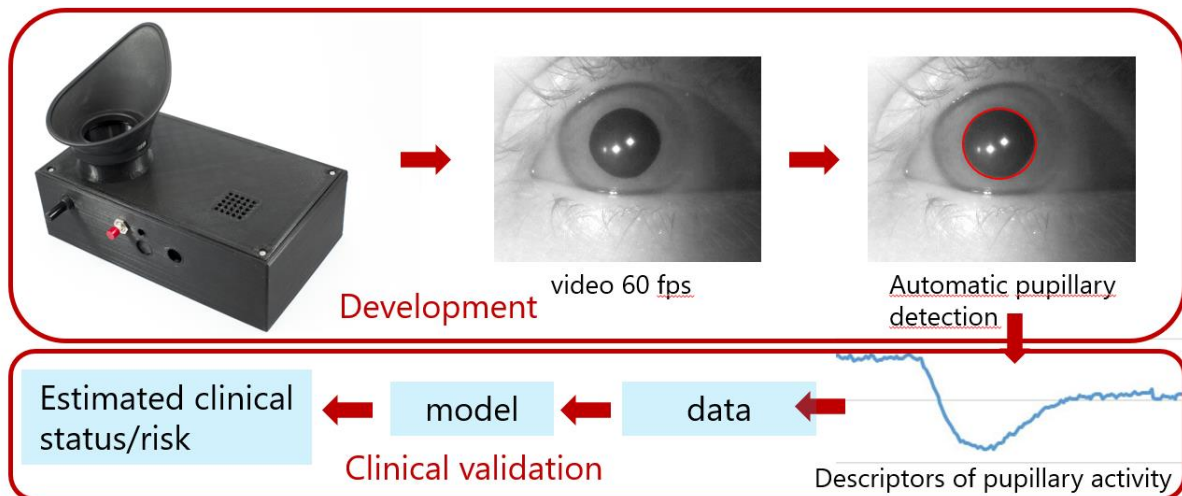 video 60 fps
Automatic pupillary
detection
Development
Estimated clinical
status/risk
model
data
Clinical validation
Descriptors of pupillary activity